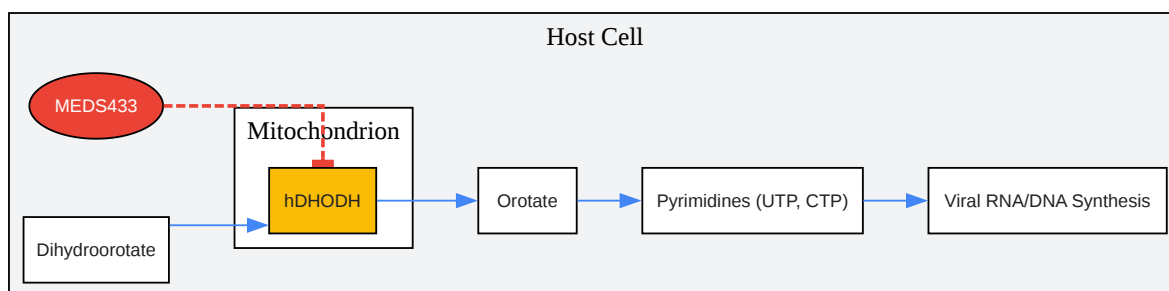 Host Cell
MEDS433
Mitochondrion
hDHODH
Orotate
Pyrimidines (UTP, CTP)
Viral RNA/DNA Synthesis
Dihydroorotate